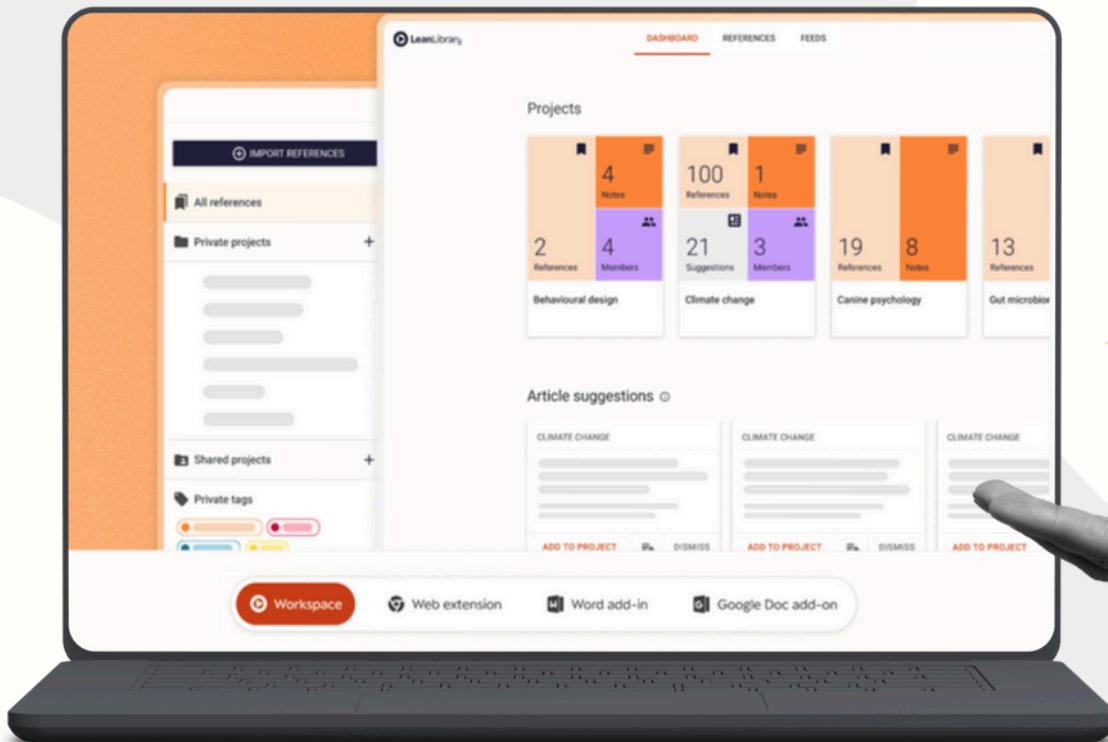 LeanLibrary
DASHBOARD REFERENCES FEEDS
IMPORT REFERENCES
All references
Private projects
Shared projects
Private tags
Projects
4
Notes
2
References
4
Members
Behavioural design
100
References
1
Notes
21
Suggestions
3
Members
Climate change
19
References
8
Notes
Canine psychology
13
References
Gut microbion
Article suggestions
CLIMATE CHANGE
ADD TO PROJECT DISMISS
CLIMATE CHANGE
ADD TO PROJECT DISMISS
CLIMATE CHANGE
ADD TO PROJECT
Workspace Web extension Word add-in Google Doc add-on